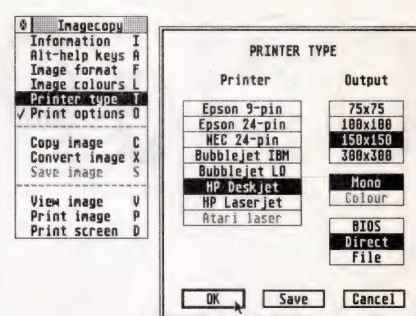 Imagecopy
Information I
Alt-help keys A
Image format F
Image colours L
Printer type T
✓ Print options O
Copy image C
Convert image X
Save image S
View image V
Print image P
Print screen D
PRINTER TYPE
Printer
Epson 9-pin
Epson 24-pin
NEC 24-pin
Bubblejet IBM
Bubblejet LQ
HP Deskjet
HP Laserjet
Atari laser
Output
75x75
100x100
150x150
300x300
Mono
Colour
BIOS
Direct
File
OK
Save
Cancel